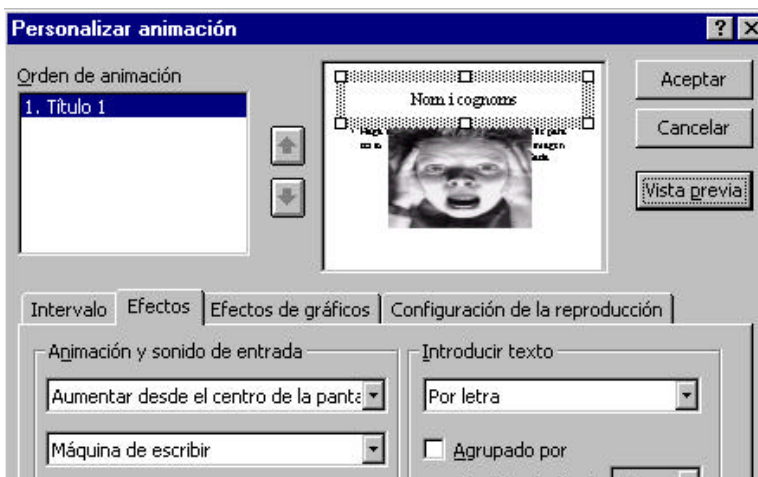 Personalizar animación
Orden de animación
1. Título 1
Nom i cognoms
Aceptar
Cancelar
Vista previa
Intervalo
Efectos
Efectos de gráficos
Configuración de la reproducción
Animación y sonido de entrada
Aumentar desde el centro de la panta
Máquina de escribir
Introducir texto
Por letra
Agrupado por